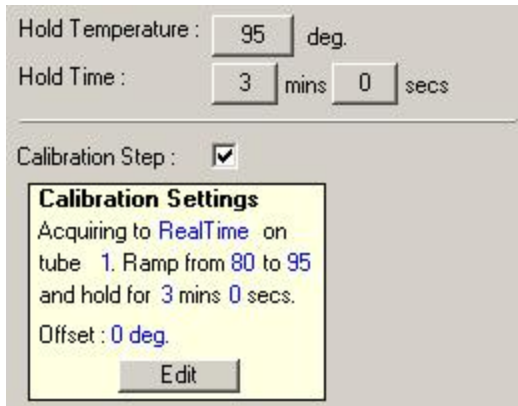 Hold Temperature : 95 deg.
Hold Time : 3 mins 0 secs
Calibration Step :
Calibration Settings
Acquiring to RealTime on
tube 1. Ramp from 80 to 95
and hold for 3 mins 0 secs.
Offset : 0 deg.
Edit